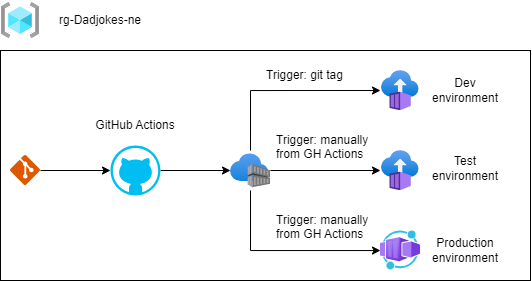 rg-Dadjokes-ne
Trigger: git tag
Dev
environment
GitHub Actions
Trigger: manually
from GH Actions
Test
environment
Trigger: manually
from GH Actions
Production
environment